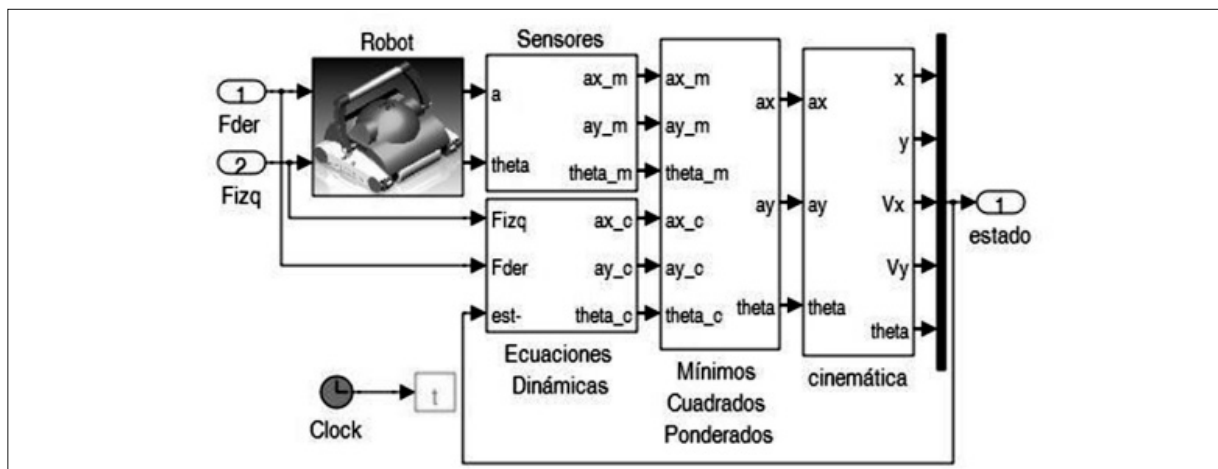 Robot
Sensores
1
Fder
2
Fizq
a
theta
ax_m
ay_m
theta_m
Fizq
Fder
est-
ax_c
ay_c
theta_c
Ecuaciones
Dinámicas
ax_m
ay_m
theta_m
ax_c
ay_c
theta_c
ax
ay
theta
Mínimos
Cuadrados
Ponderados
ax
ay
theta
x
y
Vx
Vy
theta
cinemática
1
estado
t
Clock